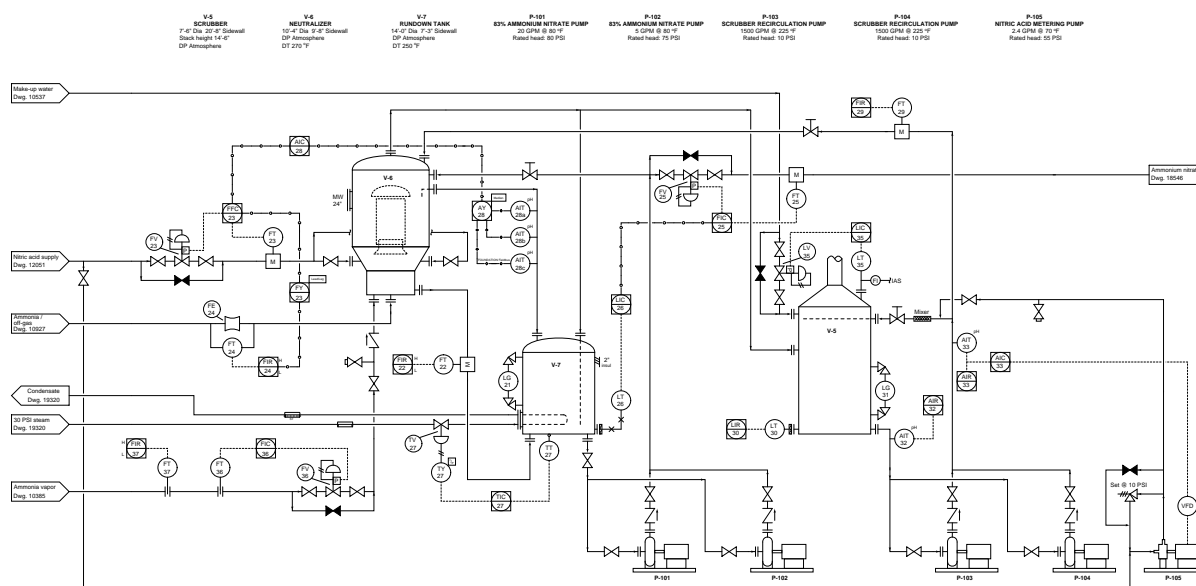 V-5
SCRUBBER
7'-6" Dia 20'-8" Sidewall
Stack height 14'-6"
DP Atmosphere
V-6
NEUTRALIZER
10'-4" Dia 9'-8" Sidewall
DP Atmosphere
DT 270 °F
V-7
RUNDOWN TANK
14'-0" Dia 7'-3" Sidewall
DP Atmosphere
DT 250 °F
P-101
83% AMMONIUM NITRATE PUMP
20 GPM @ 80 °F
Rated head: 80 PSI
P-102
83% AMMONIUM NITRATE PUMP
5 GPM @ 80 °F
Rated head: 75 PSI
P-103
SCRUBBER RECIRCULATION PUMP
1500 GPM @ 225 °F
Rated head: 10 PSI
P-104
SCRUBBER RECIRCULATION PUMP
1500 GPM @ 225 °F
Rated head: 10 PSI
P-105
NITRIC ACID METERING PUMP
2.4 GPM @ 70 °F
Rated head: 55 PSI
Make-up water
Dwg. 10537
FIR
29
FT
29
M
AIC
28
V-6
MW
24"
Ammonium nitrat
Dwg. 18546
M
FT
25
FV
25
P
FIC
25
FFC
23
FT
23
M
FV
23
P
AY
28
pH
AIT
28a
pH
AIT
28b
pH
AIT
28c
LIC
35
LV
35
P
LT
35
FI
IAS
Nitric acid supply
Dwg. 12051
FY
23
LIC
26
FE
24
Ammonia /
off-gas
Dwg. 10927
FT
24
FIR
24
H
L
Mixer
V-5
FIR
22
H
L
FT
22
M
V-7
2"
LG
21
LT
26
pH
AIT
33
AIC
33
AIR
33
LG
31
AIR
32
Condensate
Dwg. 19320
30 PSI steam
Dwg. 19320
LIR
30
LT
30
pH
AIT
32
TV
27
TY
27
TT
27
TIC
27
H
L
FIR
37
FIC
36
FT
37
FT
36
FV
36
P
Ammonia vapor
Dwg. 10385
Set @ 10 PSI
VFD
P-101
P-102
P-103
P-104
P-105